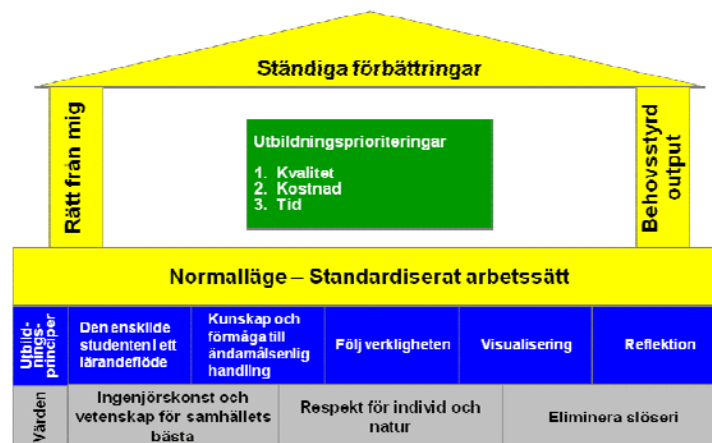 Ständiga förbättringar
Rätt från mig
Utbildningsprioriteringar
1. Kvalitet
2. Kostnad
3. Tid
Behovsstyrd
output
Normalläge – Standardiserat arbetssätt
Utbild-
nings-
principer
Den enskilde
studenten i ett
lärandeflöde
Kunskap och
förmåga till
ändamålsenlig
handling
Följ verkligheten
Visualisering
Reflektion
Värden
Ingenjörskonst och
vetenskap för samhällets
bästa
Respekt för individ och
natur
Eliminera slöseri